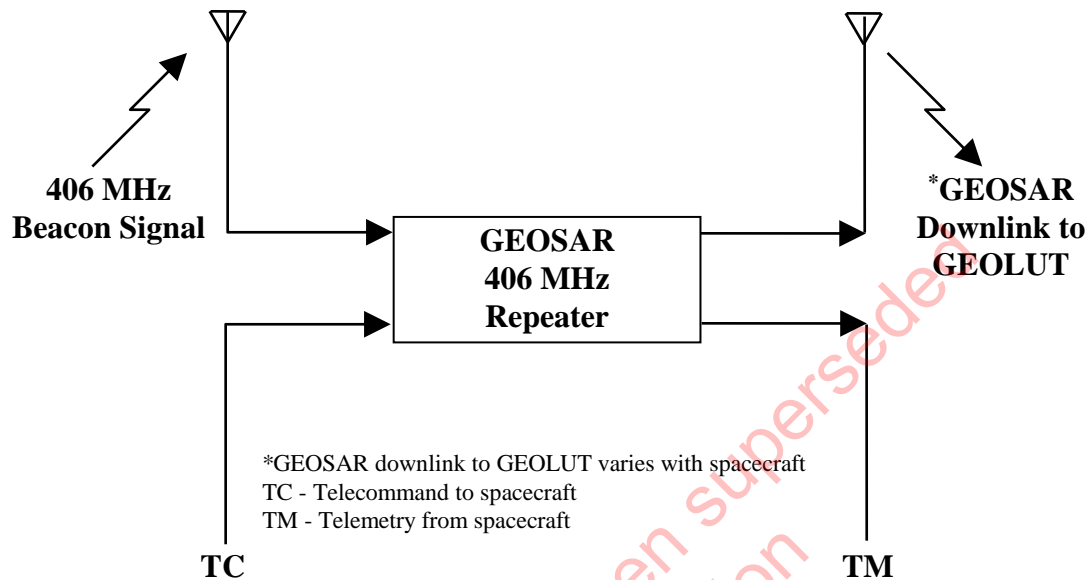 406 MHz
Beacon Signal
*GEOSAR
Downlink to
GEOLUT
GEOSAR
406 MHz
Repeater
*GEOSAR downlink to GEOLUT varies with spacecraft
TC - Telecommand to spacecraft
TM - Telemetry from spacecraft
TC
TM
superseded